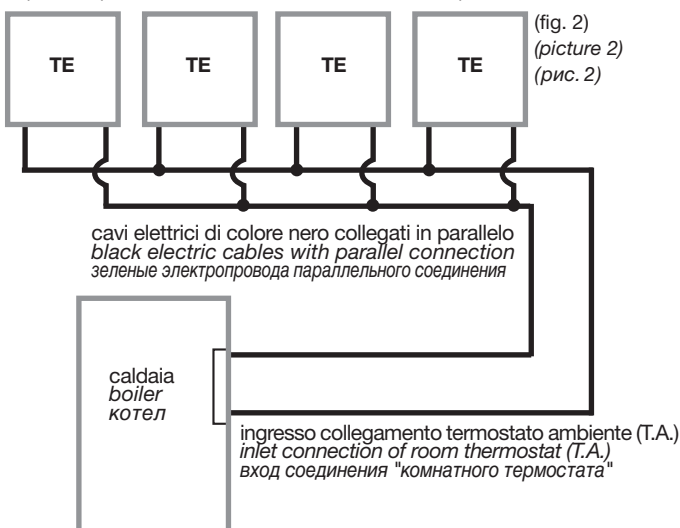 (fig. 2)
(picture 2)
(рис. 2)
TE TE TE TE
cavi elettrici di colore nero collegati in parallelo
black electric cables with parallel connection
зеленые электропровода параллельного соединения
caldaia
boiler
котел
ingresso collegamento termostato ambiente (T.A.)
inlet connection of room thermostat (T.A.)
вход соединения "комнатного термостата"